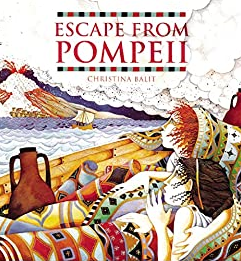 ESCAPE FROM
POMPEII
CHRISTINA BALIT